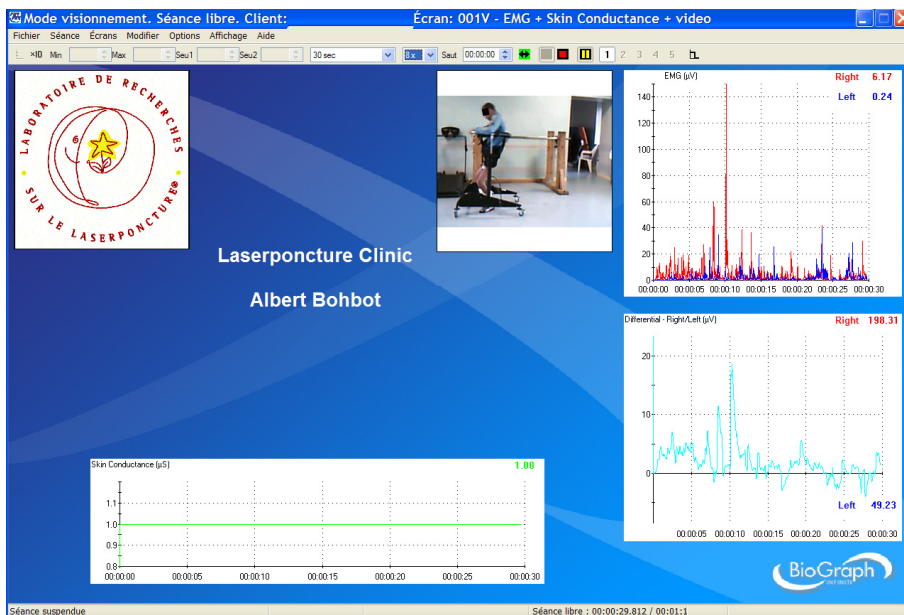 Mode visionnement. Séance libre. Client:
Écran: 001V - EMG + Skin Conductance + video
Fichier Séance Écrans Modifier Options Affichage Aide
×10 Min Max Seu1 Seu2 30 sec 8x Saut 00:00:00 1 2 3 4 5
LABORATOIRE DE RECHERCHES
SUR LE LASERPONCTURE®
Laserponcture Clinic
Albert Bohbot
EMG (µV)
Right 6.17
Left 0.24
140
120
100
80
60
40
20
0
00:00:00 00:00:05 00:00:10 00:00:15 00:00:20 00:00:25 00:00:30
Differential - Right/Left (µV)
Right 198.31
20
10
0
Left 49.23
00:00:05 00:00:10 00:00:15 00:00:20 00:00:25 00:00:30
Skin Conductance (µS)
1.00
1.1
1.0
0.9
0.8
00:00:00 00:00:05 00:00:10 00:00:15 00:00:20 00:00:25 00:00:30
BioGraph
Séance suspendue
Séance libre : 00:00:29.812 / 00:01:1